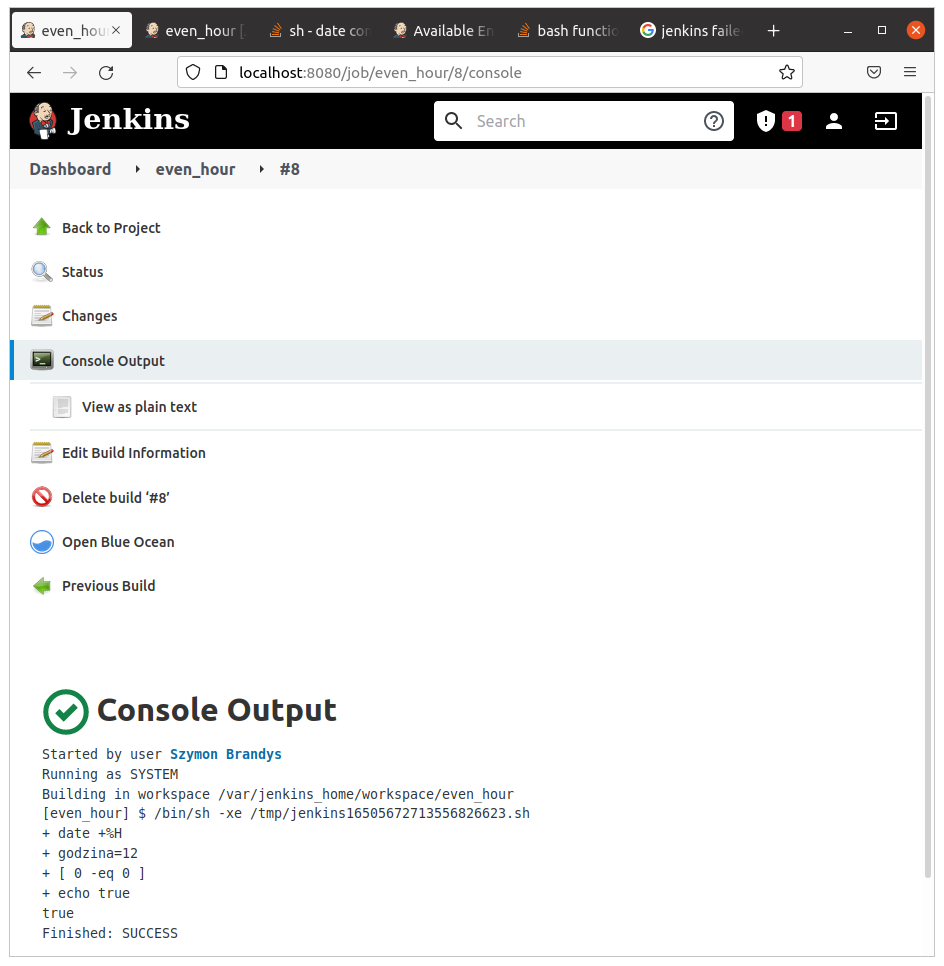 even_hou
even_hour [
sh - date cor
Available En
bash functio
jenkins faile
localhost:8080/job/even_hour/8/console
Jenkins
Search
1
Dashboard
even_hour
#8
Back to Project
Status
Changes
Console Output
View as plain text
Edit Build Information
Delete build ‘#8’
Open Blue Ocean
Previous Build
Console Output
Started by user Szymon Brandys
Running as SYSTEM
Building in workspace /var/jenkins_home/workspace/even_hour
[even_hour] $ /bin/sh -xe /tmp/jenkins16505672713556826623.sh
+ date +%H
+ godzina=12
+ [ 0 -eq 0 ]
+ echo true
true
Finished: SUCCESS